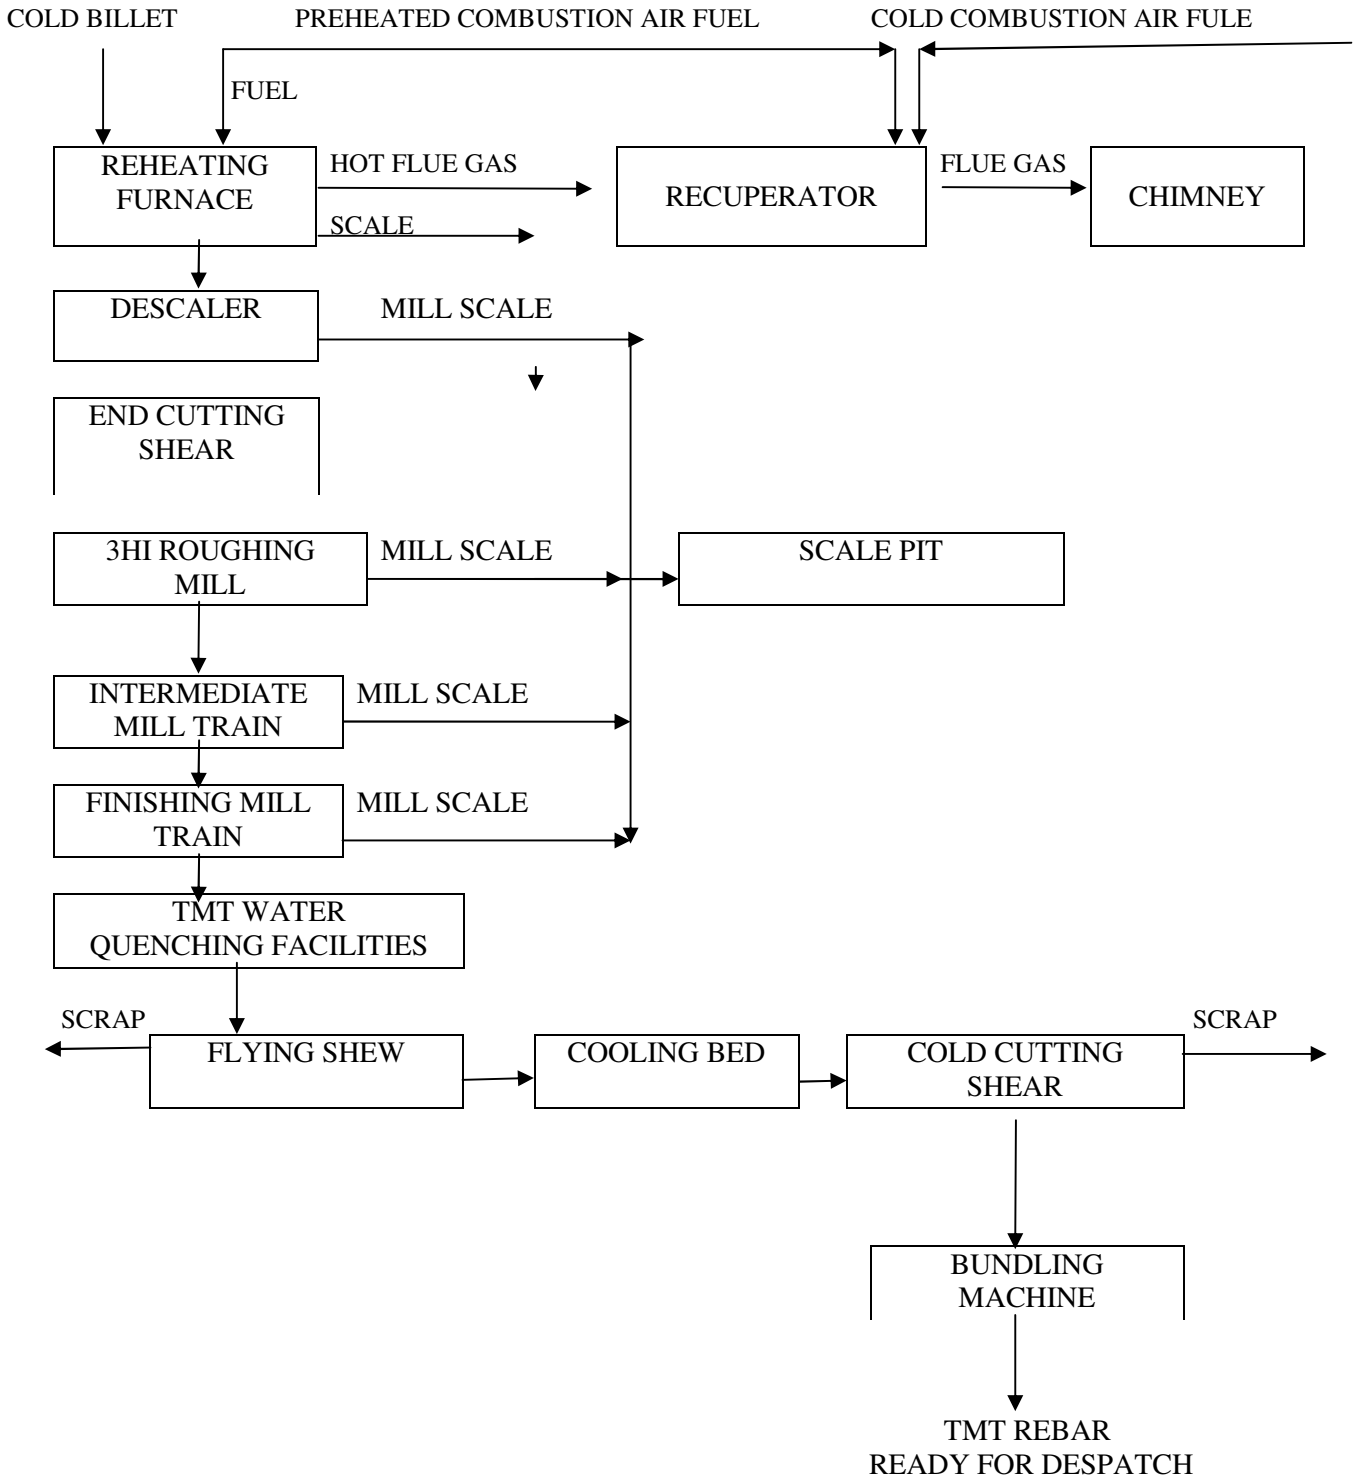 COLD BILLET
PREHEATED COMBUSTION AIR FUEL
COLD COMBUSTION AIR FULE
FUEL
REHEATING
FURNACE
HOT FLUE GAS
SCALE
RECUPERATOR
FLUE GAS
CHIMNEY
DESCALER
MILL SCALE
END CUTTING
SHEAR
3HI ROUGHING
MILL
MILL SCALE
SCALE PIT
INTERMEDIATE
MILL TRAIN
MILL SCALE
FINISHING MILL
TRAIN
MILL SCALE
TMT WATER
QUENCHING FACILITIES
SCRAP
FLYING SHEW
COOLING BED
COLD CUTTING
SHEAR
SCRAP
BUNDLING
MACHINE
TMT REBAR
READY FOR DESPATCH